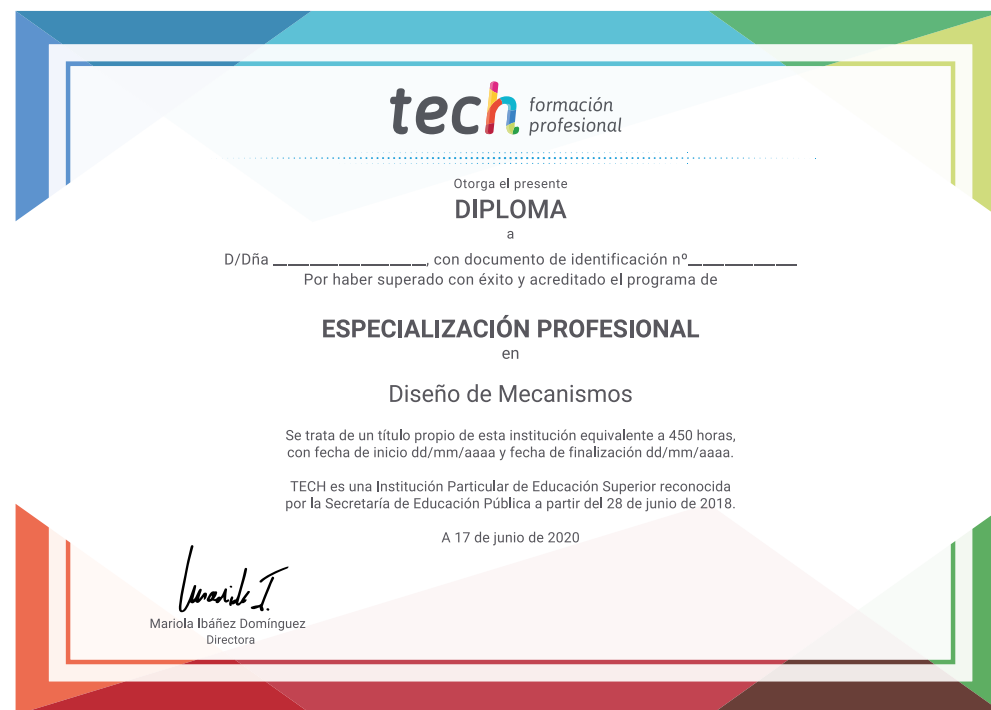 tech formación
profesional
Otorga el presente
DIPLOMA
a
D/Dña ____________________, con documento de identificación nº______________
Por haber superado con éxito y acreditado el programa de
ESPECIALIZACIÓN PROFESIONAL
en
Diseño de Mecanismos
Se trata de un título propio de esta institución equivalente a 450 horas,
con fecha de inicio dd/mm/aaaa y fecha de finalización dd/mm/aaaa.
TECH es una Institución Particular de Educación Superior reconocida
por la Secretaría de Educación Pública a partir del 28 de junio de 2018.
A 17 de junio de 2020
Mariola Ibáñez Domínguez
Directora